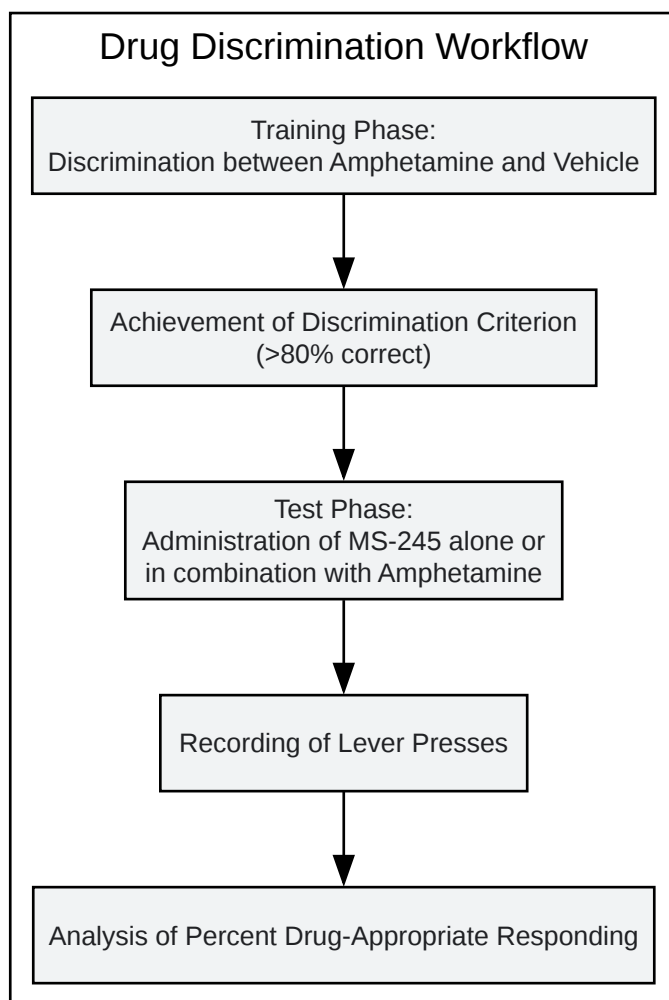 Drug Discrimination Workflow
Training Phase:
Discrimination between Amphetamine and Vehicle
Achievement of Discrimination Criterion
(>80% correct)
Test Phase:
Administration of MS-245 alone or
in combination with Amphetamine
Recording of Lever Presses
Analysis of Percent Drug-Appropriate Responding